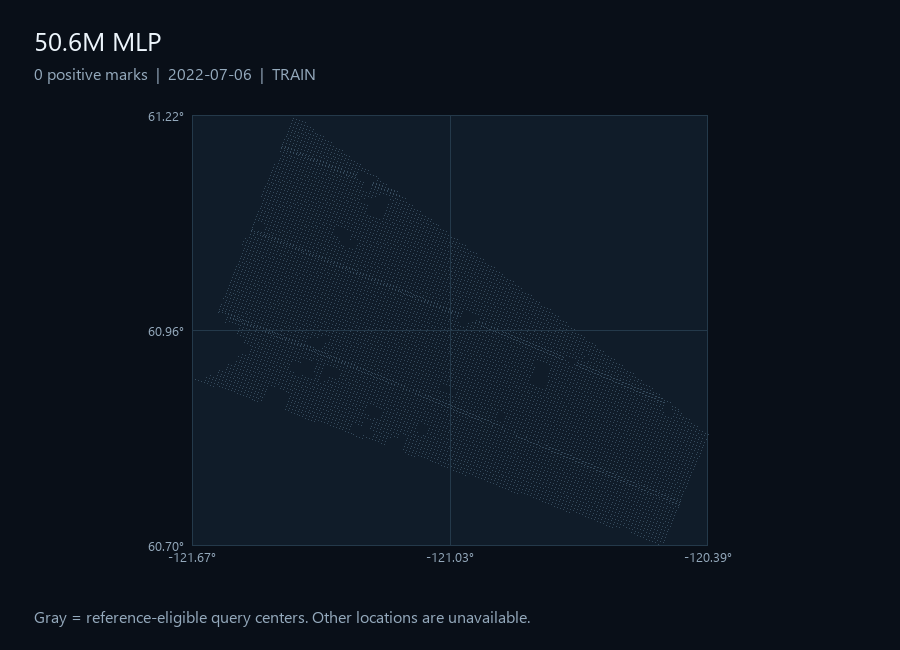 50.6M MLP
0 positive marks | 2022-07-06 | TRAIN
61.22°
60.96°
60.70°
-121.67° -121.03° -120.39°
Gray = reference-eligible query centers. Other locations are unavailable.